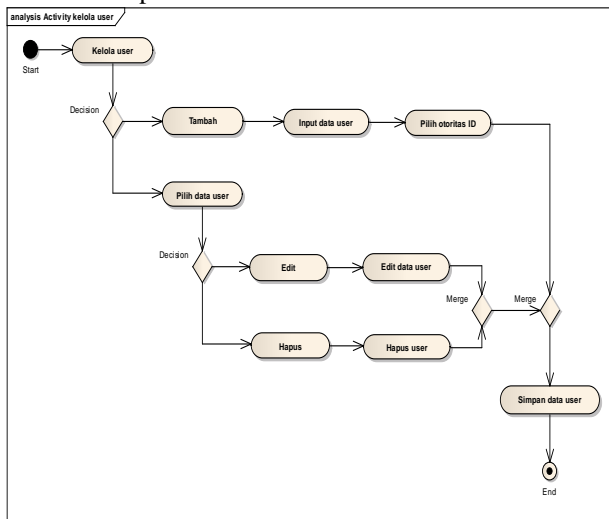 analysis Activity kelola user
Kelola user
Start
Decision
Tambah
Input data user
Pilih otoritas ID
Pilih data user
Decision
Edit
Edit data user
Merge
Merge
Hapus
Hapus user
Simpan data user
End